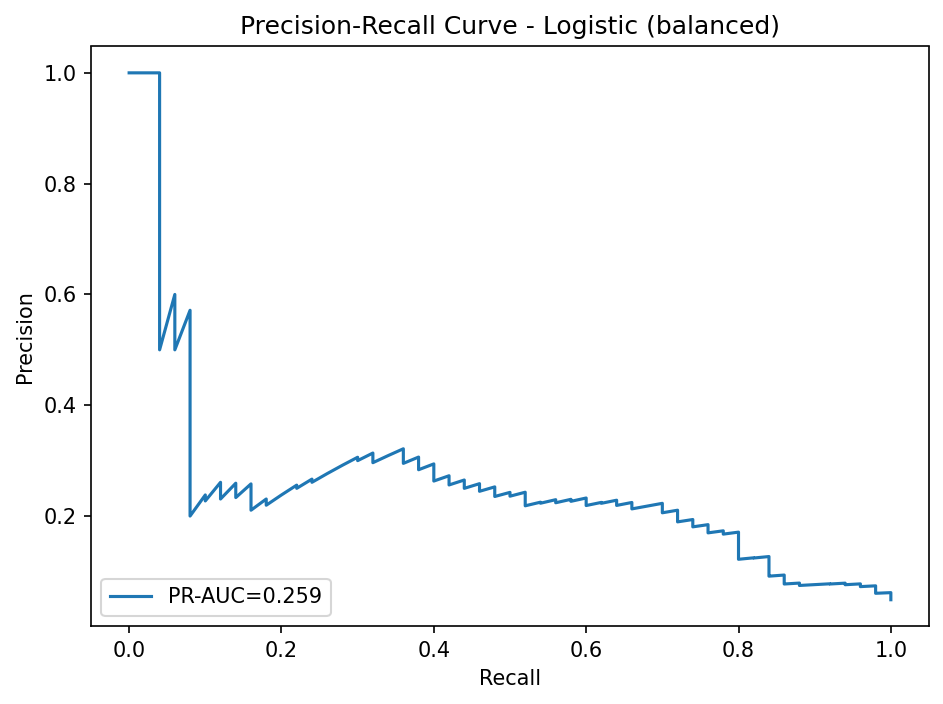 Precision-Recall Curve - Logistic (balanced)
1.0
0.8
0.6
0.4
0.2
Precision
PR-AUC=0.259
0.0 0.2 0.4 0.6 0.8 1.0
Recall